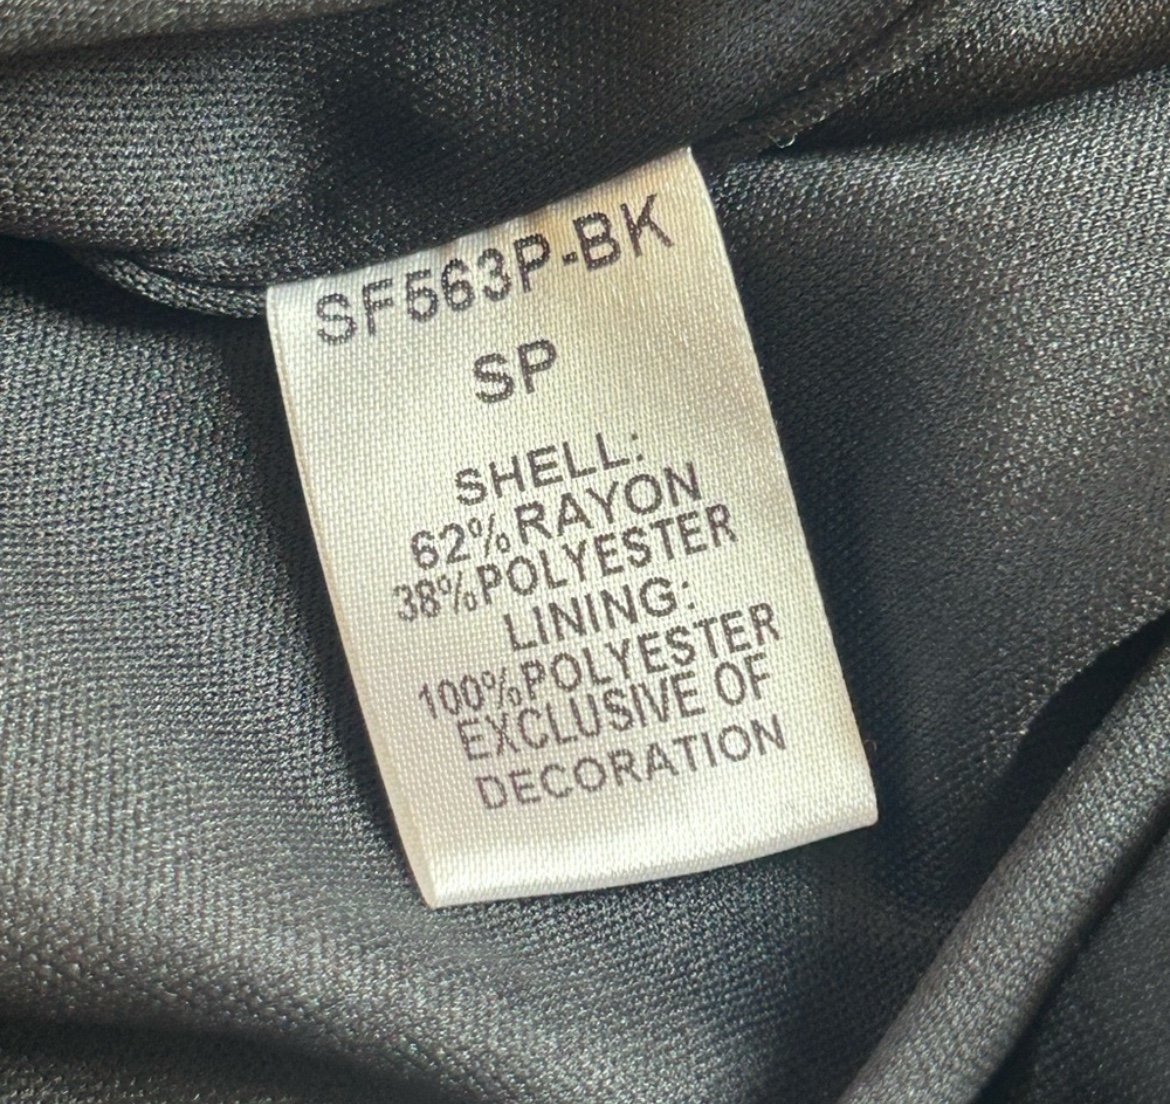 SF563P-BK
SP
SHELL:
62%RAYON
38%POLYESTER
LINING:
100%POLYESTER
EXCLUSIVE OF
DECORATION